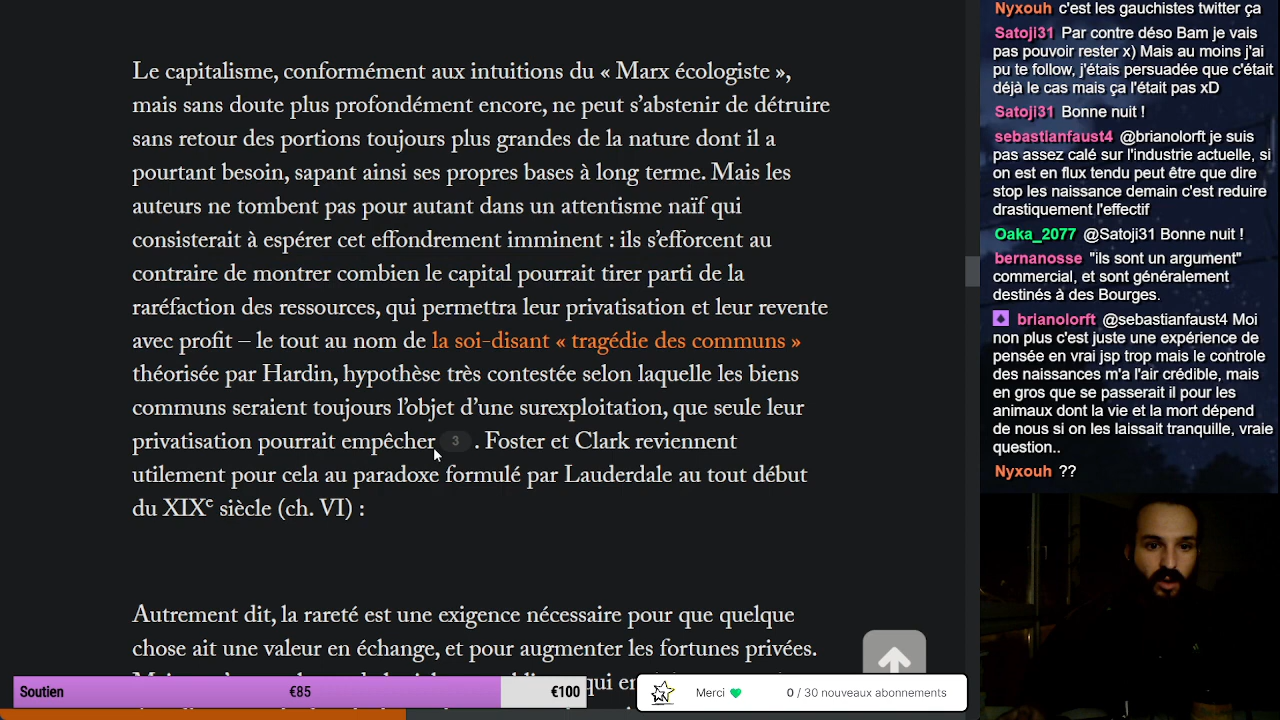 Le capitalisme, conformément aux intuitions du « Marx écologiste »,
mais sans doute plus profondément encore, ne peut s’abstenir de détruire
sans retour des portions toujours plus grandes de la nature dont il a
pourtant besoin, sapant ainsi ses propres bases à long terme. Mais les
auteurs ne tombent pas pour autant dans un attentisme naïf qui
consisterait à espérer cet effondrement imminent : ils s’efforcent au
contraire de montrer combien le capital pourrait tirer parti de la
raréfaction des ressources, qui permettra leur privatisation et leur revente
avec profit – le tout au nom de la soi-disant « tragédie des communs »
théorisée par Hardin, hypothèse très contestée selon laquelle les biens
communs seraient toujours l’objet d’une surexploitation, que seule leur
privatisation pourrait empêcher 3 . Foster et Clark reviennent
utilement pour cela au paradoxe formulé par Lauderdale au tout début
du XIXe siècle (ch. VI) :
Autrement dit, la rareté est une exigence nécessaire pour que quelque
chose ait une valeur en échange, et pour augmenter les fortunes privées.
Soutien €85 €100
Merci 0 / 30 nouveaux abonnements
Nyxouh c'est les gauchistes twitter ça
Satoji31 Par contre déso Bam je vais
pas pouvoir rester x) Mais au moins j'ai
pu te follow, j'étais persuadée que c'était
déjà le cas mais ça l'était pas xD
Satoji31 Bonne nuit !
sebastianfaust4 @brianolorft je suis
pas assez calé sur l'industrie actuelle, si
on est en flux tendu peut être que dire
stop les naissance demain c'est reduire
drastiquement l'effectif
Oaka_2077 @Satoji31 Bonne nuit !
bernanosse "ils sont un argument"
commercial, et sont généralement
destinés à des Bourges.
brianolorft @sebastianfaust4 Moi
non plus c'est juste une expérience de
pensée en vrai jsp trop mais le controle
des naissances m'a l'air crédible, mais
en gros que se passerait il pour les
animaux dont la vie et la mort dépend
de nous si on les laissait tranquille, vraie
question..
Nyxouh ??